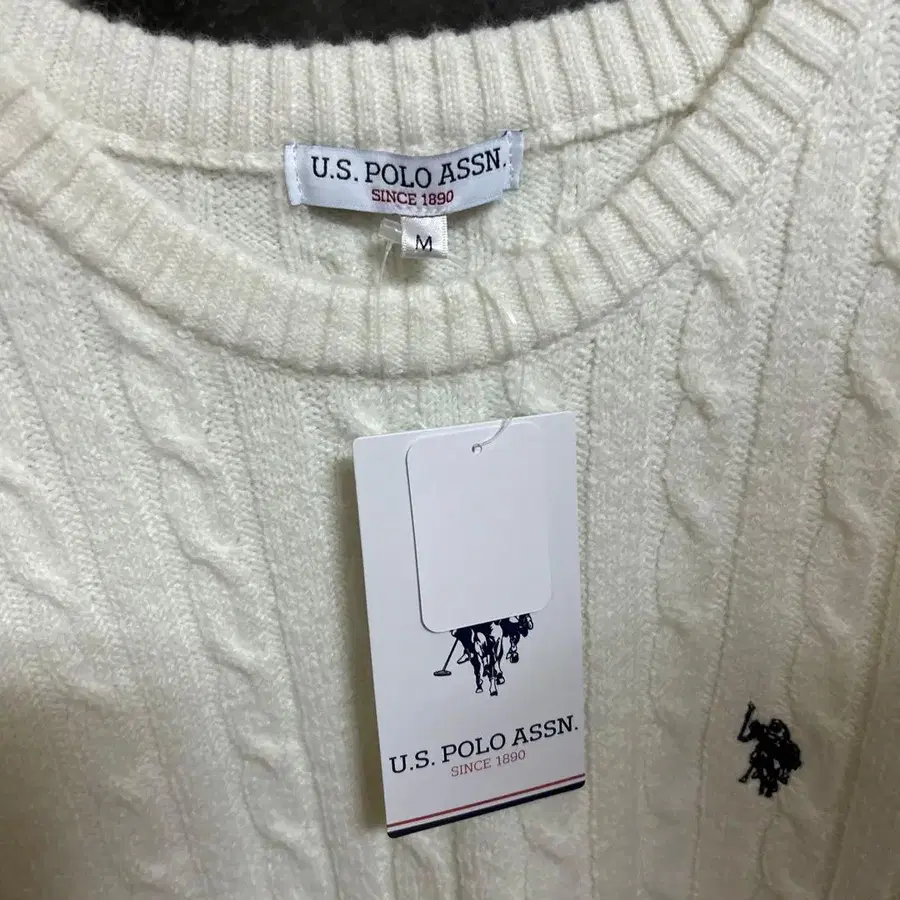 U.S. POLO ASSN.
SINCE 1890
M
U.S. POLO ASSN.
SINCE 1890